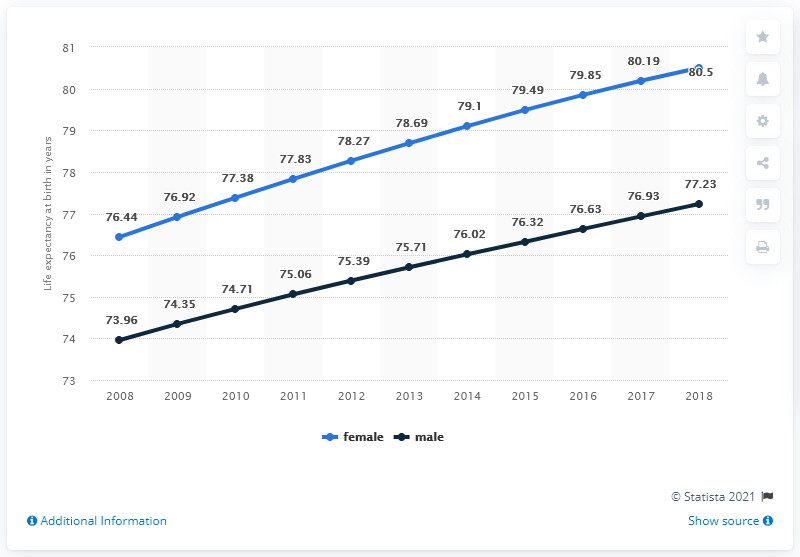 81
80
79
78
77
76
75
74
73
Life expectancy at birth in years
76.44 76.92 77.38 77.83 78.27 78.69 79.1 79.49 79.85 80.19 80.5
73.96 74.35 74.71 75.06 75.39 75.71 76.02 76.32 76.63 76.93 77.23
2008 2009 2010 2011 2012 2013 2014 2015 2016 2017 2018
female male
© Statista 2021
Additional Information Show source